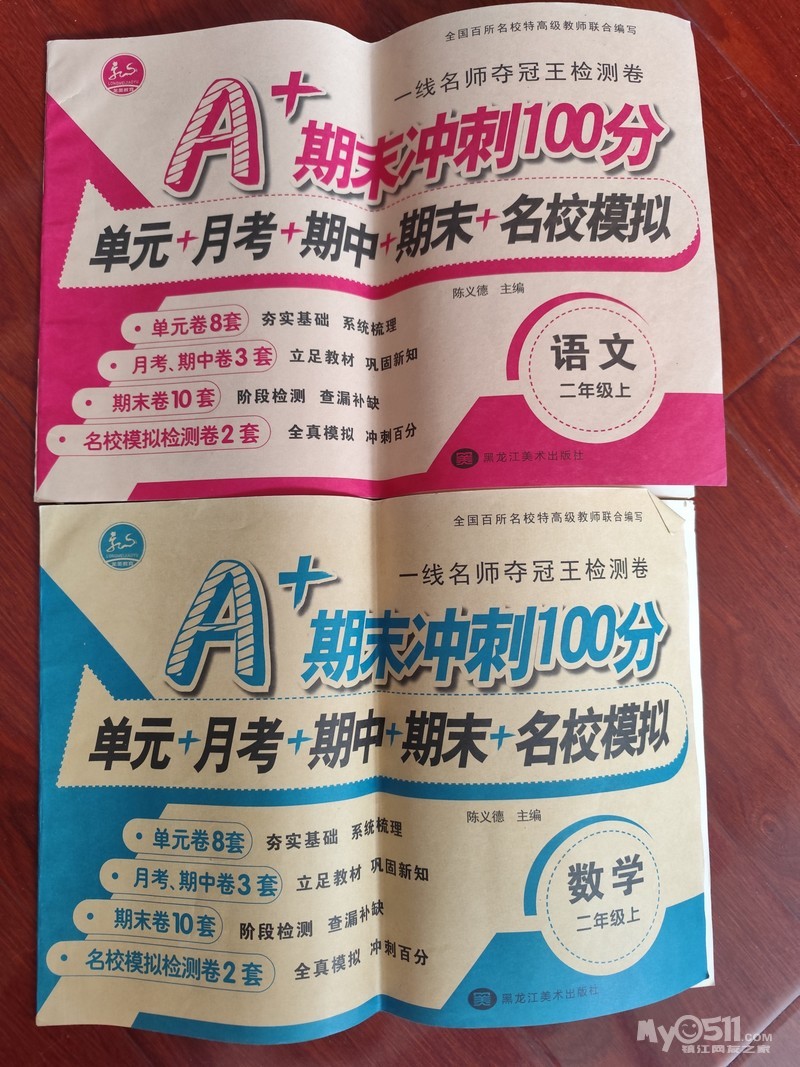 全国百所名校特高级教师联合编写
一线名师夺冠王检测卷
A+
期末冲刺100分
单元+月考+期中+期末+名校模拟
陈义德 主编
·单元卷8套 夯实基础 系统梳理
·月考、期中卷3套 立足教材 巩固新知
·期末卷10套 阶段检测 查漏补缺
·名校模拟检测卷2套 全真模拟 冲刺百分
语文
二年级上
黑龙江美术出版社
全国百所名校特高级教师联合编写
一线名师夺冠王检测卷
A+
期末冲刺100分
单元+月考+期中+期末+名校模拟
陈义德 主编
·单元卷8套 夯实基础 系统梳理
·月考、期中卷3套 立足教材 巩固新知
·期末卷10套 阶段检测 查漏补缺
·名校模拟检测卷2套 全真模拟 冲刺百分
数学
二年级上
黑龙江美术出版社
My0511.com
镇江网友之家